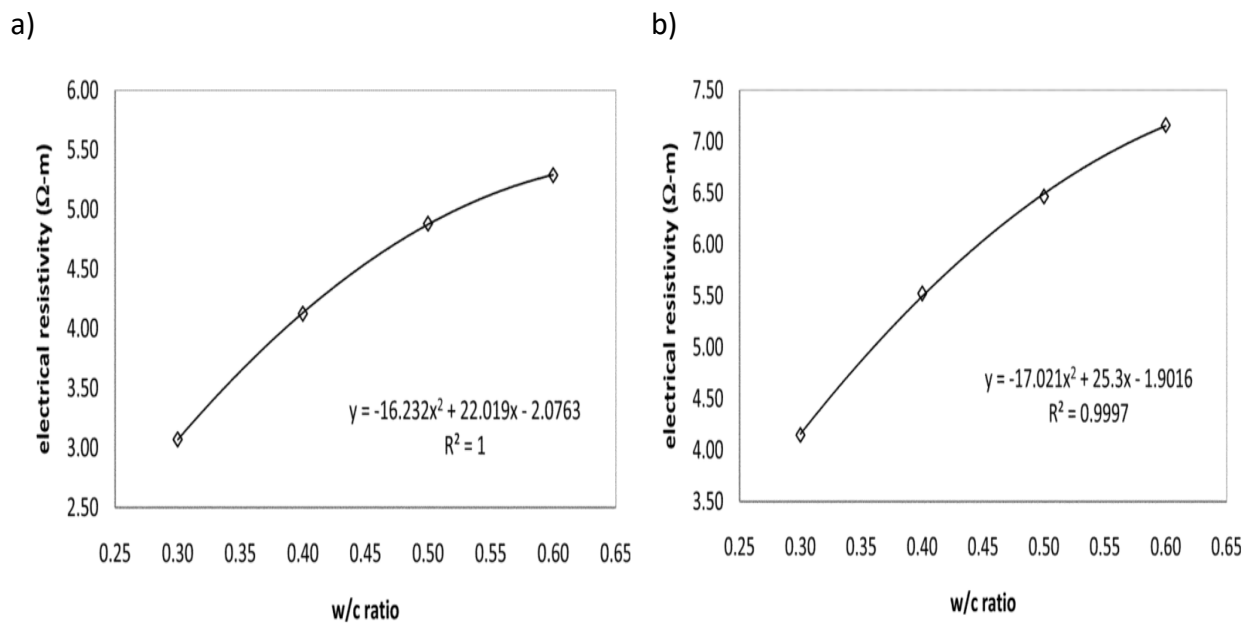 a)
b)
6.00
5.50
5.00
4.50
4.00
3.50
3.00
2.50
electrical resistivity (Ω-m)
y = -16.232x² + 22.019x - 2.0763
R² = 1
0.25 0.30 0.35 0.40 0.45 0.50 0.55 0.60 0.65
w/c ratio
7.50
7.00
6.50
6.00
5.50
5.00
4.50
4.00
3.50
electrical resistivity (Ω-m)
y = -17.021x² + 25.3x - 1.9016
R² = 0.9997
0.25 0.30 0.35 0.40 0.45 0.50 0.55 0.60 0.65
w/c ratio